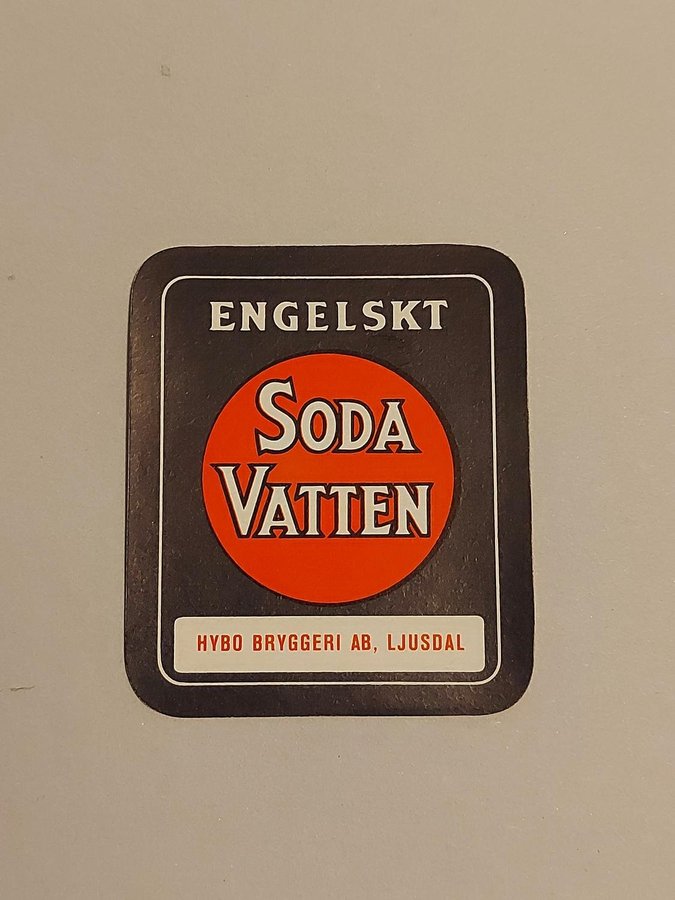 ENGELSKT
SODA
VATTEN
HYBO BRYGGERI AB, LJUSDAL